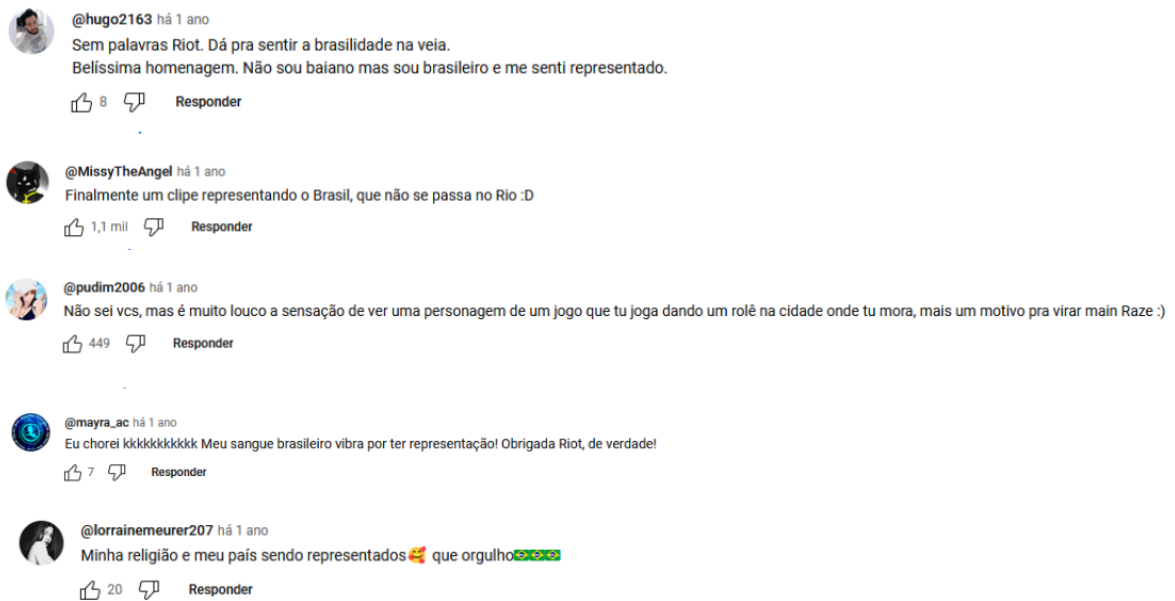 @hugo2163 há 1 ano
Sem palavras Riot. Dá pra sentir a brasilidade na veia.
Belíssima homenagem. Não sou baiano mas sou brasileiro e me senti representado.
8 Responder
@MissyTheAngel há 1 ano
Finalmente um clipe representando o Brasil, que não se passa no Rio :D
1,1 mil Responder
@pudim2006 há 1 ano
Não sei vcs, mas é muito louco a sensação de ver uma personagem de um jogo que tu joga dando um rolê na cidade onde tu mora, mais um motivo pra virar main Raze :)
449 Responder
@mayra_ac há 1 ano
Eu chorei kkkkkkkkkkk Meu sangue brasileiro vibra por ter representação! Obrigada Riot, de verdade!
7 Responder
@lorrainemeurer207 há 1 ano
Minha religião e meu país sendo representados🥰 que orgulho🇧🇷🇧🇷🇧🇷
20 Responder